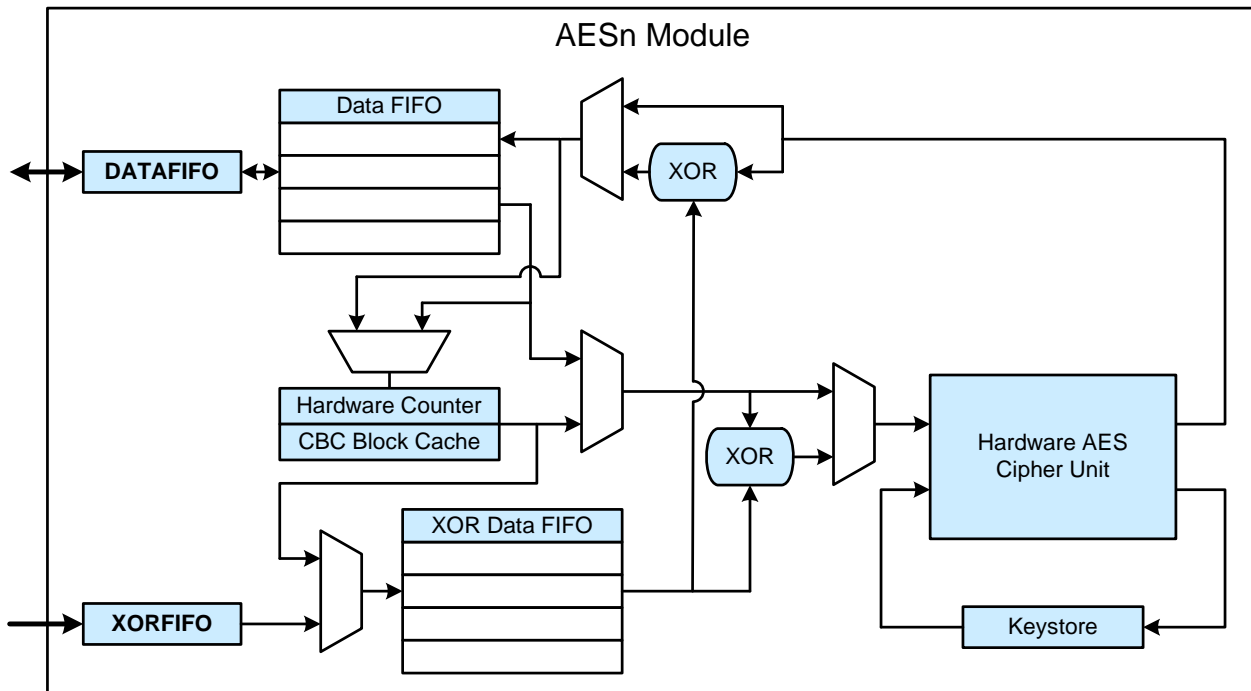 AESn Module
Data FIFO
DATAFIFO
XOR
Hardware Counter
CBC Block Cache
XOR
Hardware AES
Cipher Unit
XOR Data FIFO
XORFIFO
Keystore